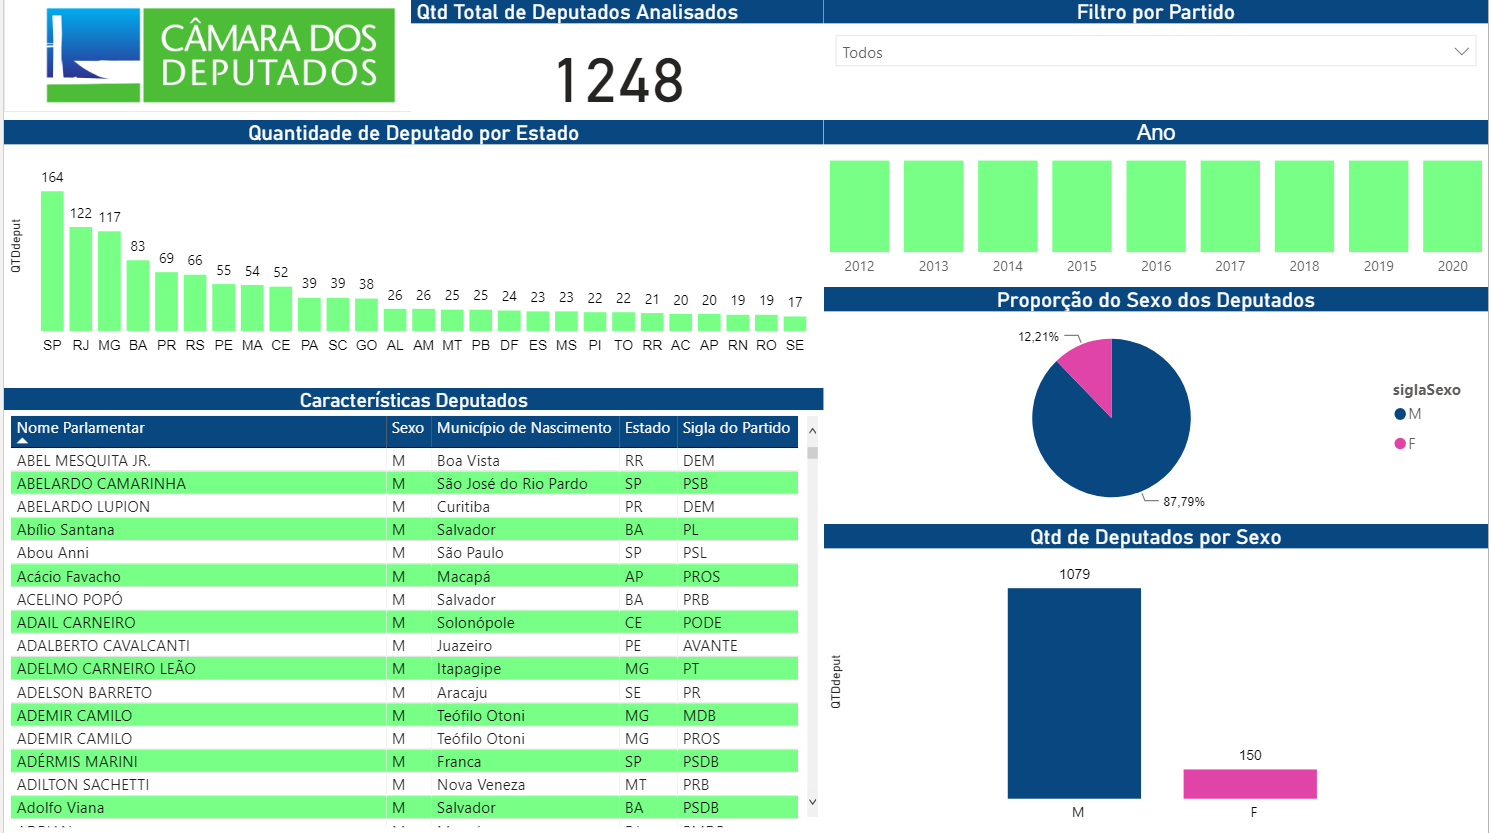 CÂMARA DOS
DEPUTADOS
Qtd Total de Deputados Analisados
1248
Filtro por Partido
Todos
Quantidade de Deputado por Estado
QTDdeput
164 122 117 83 69 66 55 54 52 39 39 38 26 26 25 25 24 23 23 22 22 21 20 20 19 19 17
SP RJ MG BA PR RS PE MA CE PA SC GO AL AM MT PB DF ES MS PI TO RR AC AP RN RO SE
Ano
2012 2013 2014 2015 2016 2017 2018 2019 2020
Proporção do Sexo dos Deputados
12,21%
87,79%
siglaSexo
M
F
Características Deputados
Nome Parlamentar Sexo Município de Nascimento Estado Sigla do Partido
ABEL MESQUITA JR. M Boa Vista RR DEM
ABELARDO CAMARINHA M São José do Rio Pardo SP PSB
ABELARDO LUPION M Curitiba PR DEM
Abílio Santana M Salvador BA PL
Abou Anni M São Paulo SP PSL
Acácio Favacho M Macapá AP PROS
ACELINO POPÓ M Salvador BA PRB
ADAIL CARNEIRO M Solonópole CE PODE
ADALBERTO CAVALCANTI M Juazeiro PE AVANTE
ADELMO CARNEIRO LEÃO M Itapagipe MG PT
ADELSON BARRETO M Aracaju SE PR
ADEMIR CAMILO M Teófilo Otoni MG MDB
ADEMIR CAMILO M Teófilo Otoni MG PROS
ADÉRMIS MARINI M Franca SP PSDB
ADILTON SACHETTI M Nova Veneza MT PRB
Adolfo Viana M Salvador BA PSDB
Qtd de Deputados por Sexo
QTDdeput
1079
150
M
F